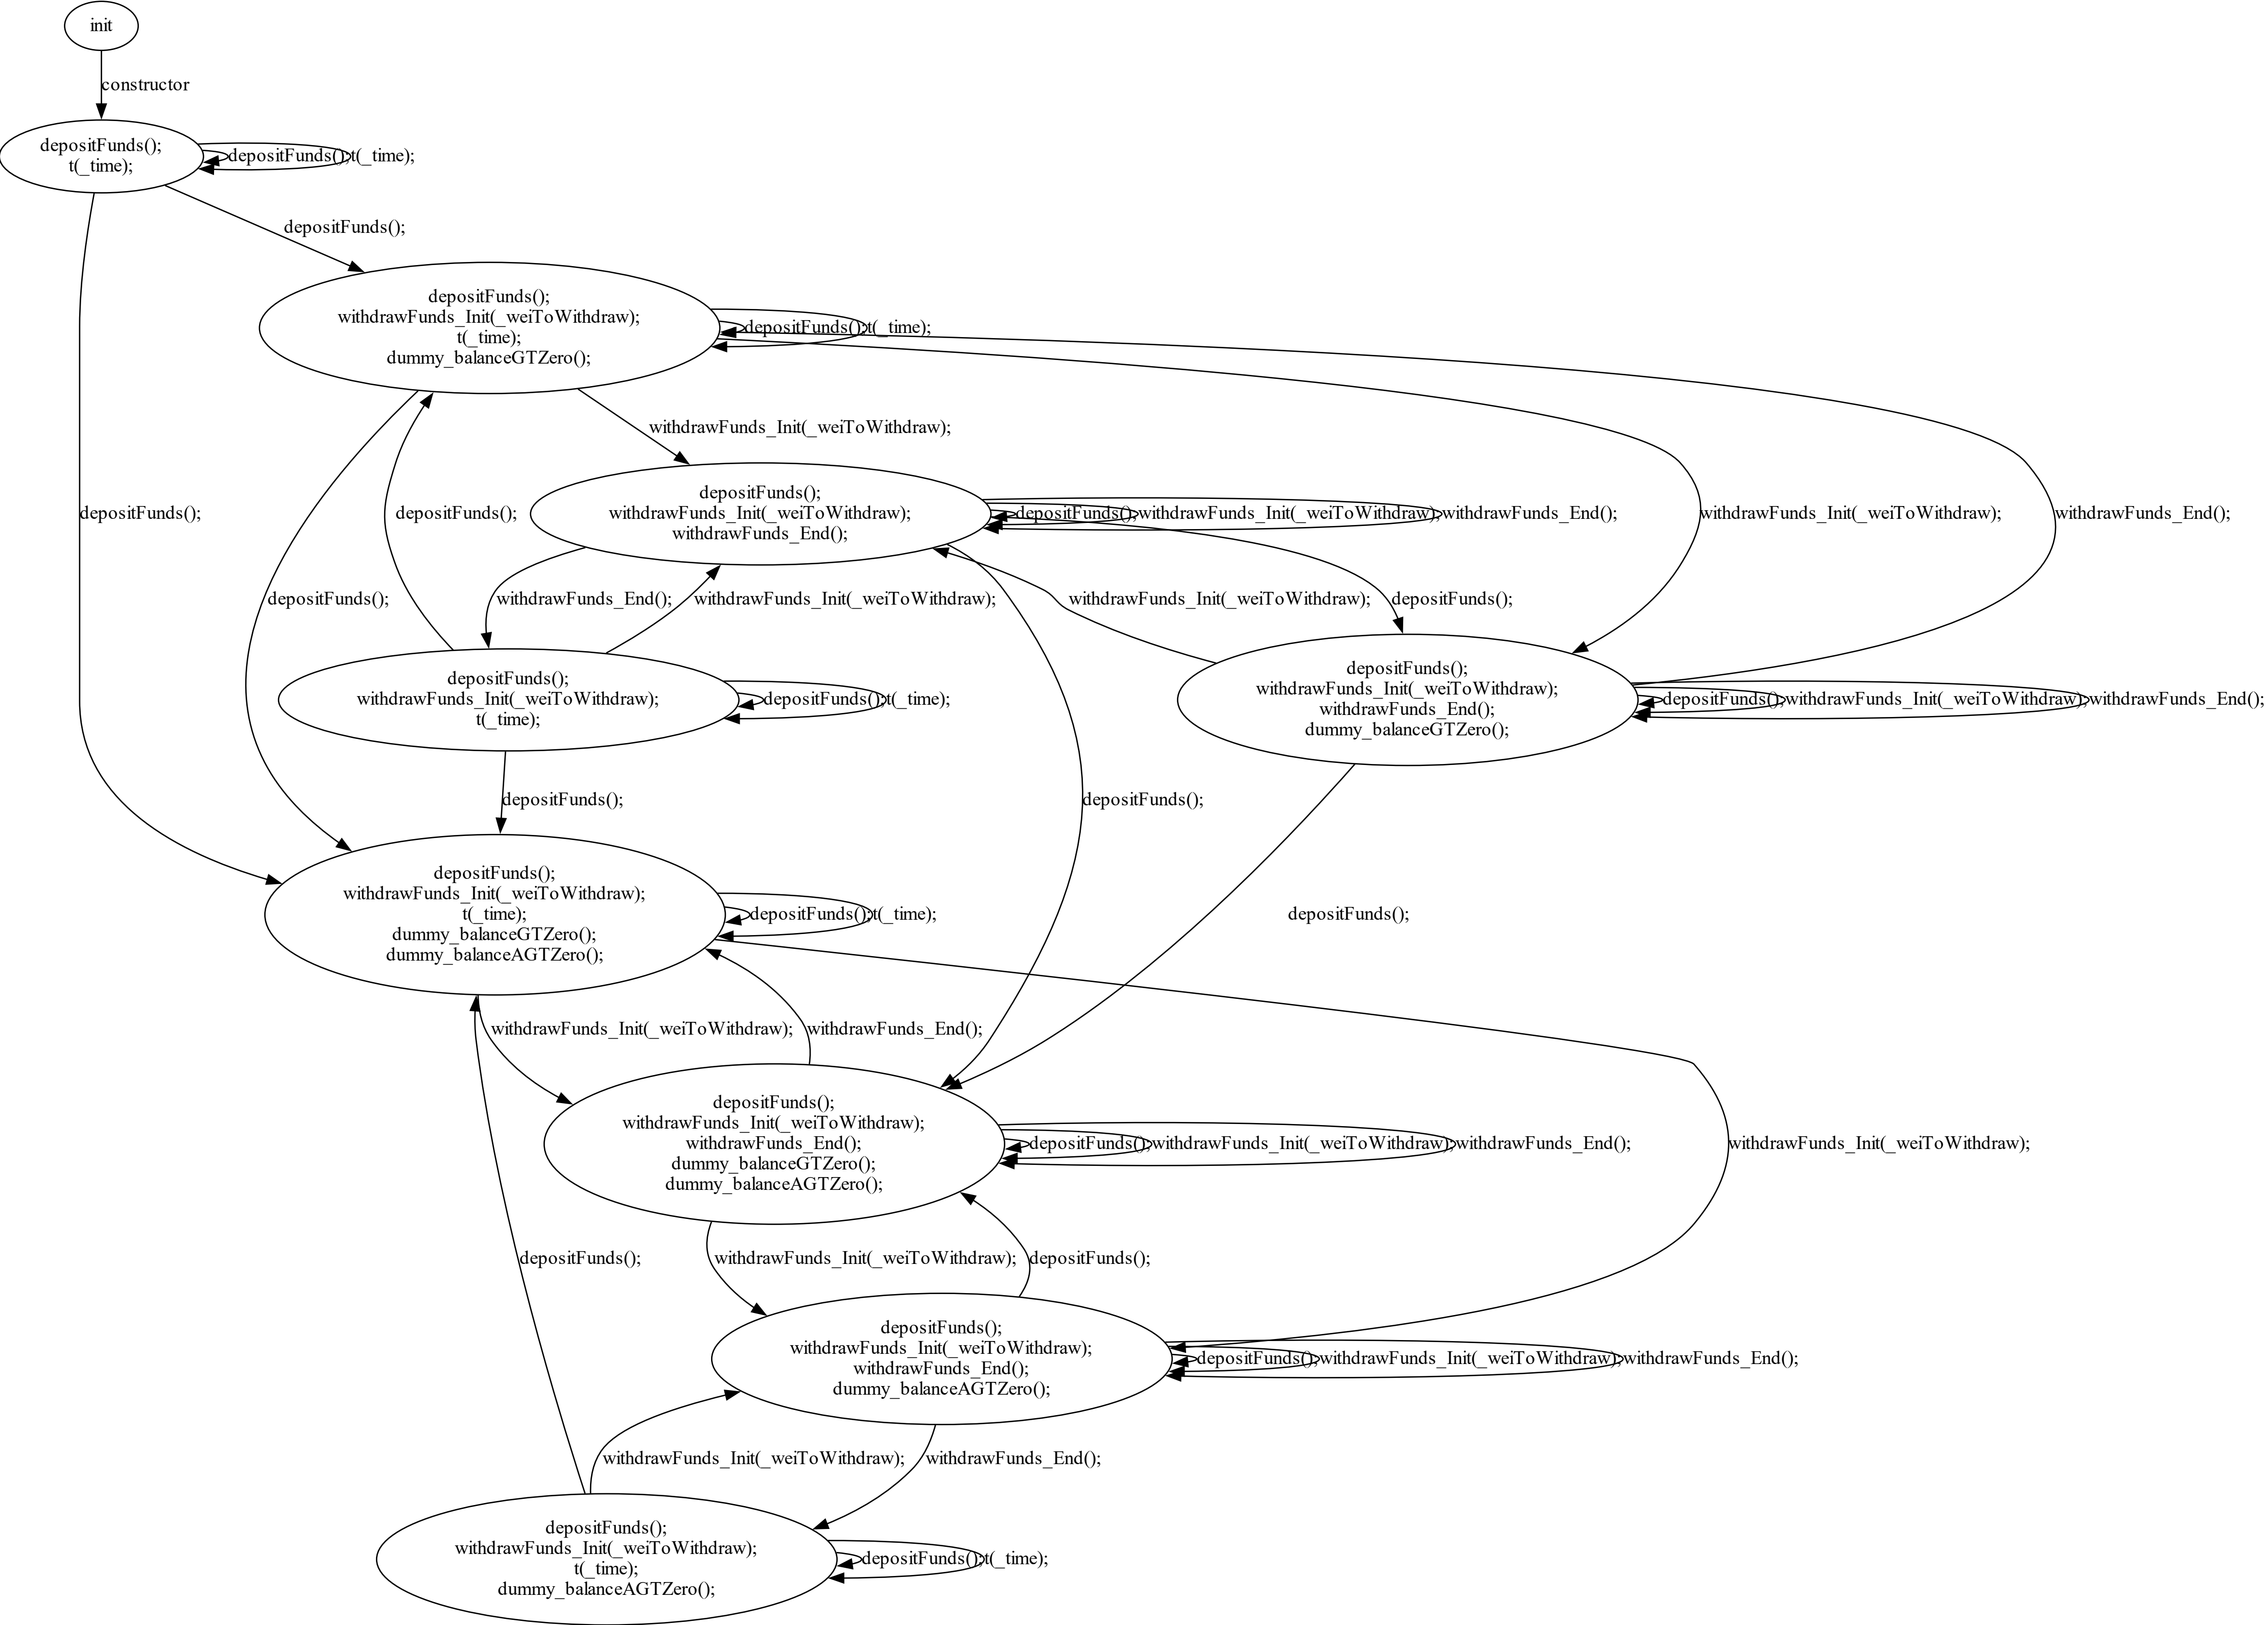 init
constructor
depositFunds();
t(_time);
depositFunds();
t(_time);
depositFunds();
depositFunds();
withdrawFunds_Init(_weiToWithdraw);
t(_time);
dummy_balanceGTZero();
depositFunds();
t(_time);
withdrawFunds_Init(_weiToWithdraw);
depositFunds();
depositFunds();
depositFunds();
withdrawFunds_Init(_weiToWithdraw);
withdrawFunds_End();
depositFunds();
withdrawFunds_Init(_weiToWithdraw);
withdrawFunds_End();
withdrawFunds_Init(_weiToWithdraw);
withdrawFunds_End();
depositFunds();
withdrawFunds_End();
withdrawFunds_Init(_weiToWithdraw);
withdrawFunds_Init(_weiToWithdraw);
depositFunds();
depositFunds();
withdrawFunds_Init(_weiToWithdraw);
t(_time);
depositFunds();
t(_time);
depositFunds();
withdrawFunds_Init(_weiToWithdraw);
withdrawFunds_End();
dummy_balanceGTZero();
depositFunds();
withdrawFunds_Init(_weiToWithdraw);
withdrawFunds_End();
depositFunds();
depositFunds();
depositFunds();
withdrawFunds_Init(_weiToWithdraw);
t(_time);
dummy_balanceGTZero();
dummy_balanceAGTZero();
depositFunds();
t(_time);
depositFunds();
withdrawFunds_Init(_weiToWithdraw);
withdrawFunds_End();
depositFunds();
withdrawFunds_Init(_weiToWithdraw);
withdrawFunds_End();
dummy_balanceGTZero();
dummy_balanceAGTZero();
depositFunds();
withdrawFunds_Init(_weiToWithdraw);
withdrawFunds_End();
withdrawFunds_Init(_weiToWithdraw);
depositFunds();
withdrawFunds_Init(_weiToWithdraw);
depositFunds();
depositFunds();
withdrawFunds_Init(_weiToWithdraw);
withdrawFunds_End();
dummy_balanceAGTZero();
depositFunds();
withdrawFunds_Init(_weiToWithdraw);
withdrawFunds_End();
withdrawFunds_Init(_weiToWithdraw);
withdrawFunds_End();
depositFunds();
withdrawFunds_Init(_weiToWithdraw);
t(_time);
dummy_balanceAGTZero();
depositFunds();
t(_time);